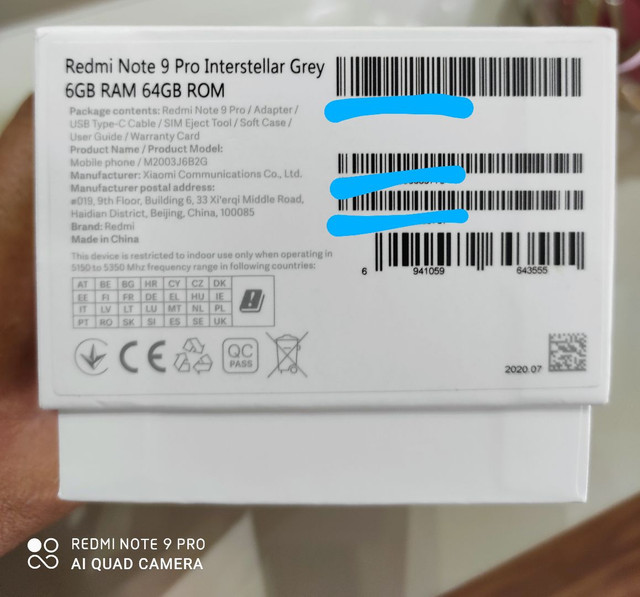 Redmi Note 9 Pro Interstellar Grey
6GB RAM 64GB ROM
Package contents: Redmi Note 9 Pro / Adapter /
USB Type-C Cable / SIM Eject Tool / Soft Case /
User Guide / Warranty Card
Product Name / Product Model:
Mobile phone / M2003J6B2G
Manufacturer: Xiaomi Communications Co., Ltd.
Manufacturer postal address:
#019, 9th Floor, Building 6, 33 Xi'erqi Middle Road,
Haidian District, Beijing, China, 100085
Brand: Redmi
Made in China
This device is restricted to indoor use only when operating in
5150 to 5350 Mhz frequency range in following countries:
AT BE BG HR CY CZ DK
EE FI FR DE EL HU IE
IT LV LT LU MT NL PL
PT RO SK SI ES SE UK
CE
QC
PASS
6 941059 643555
2020.07
REDMI NOTE 9 PRO
AI QUAD CAMERA